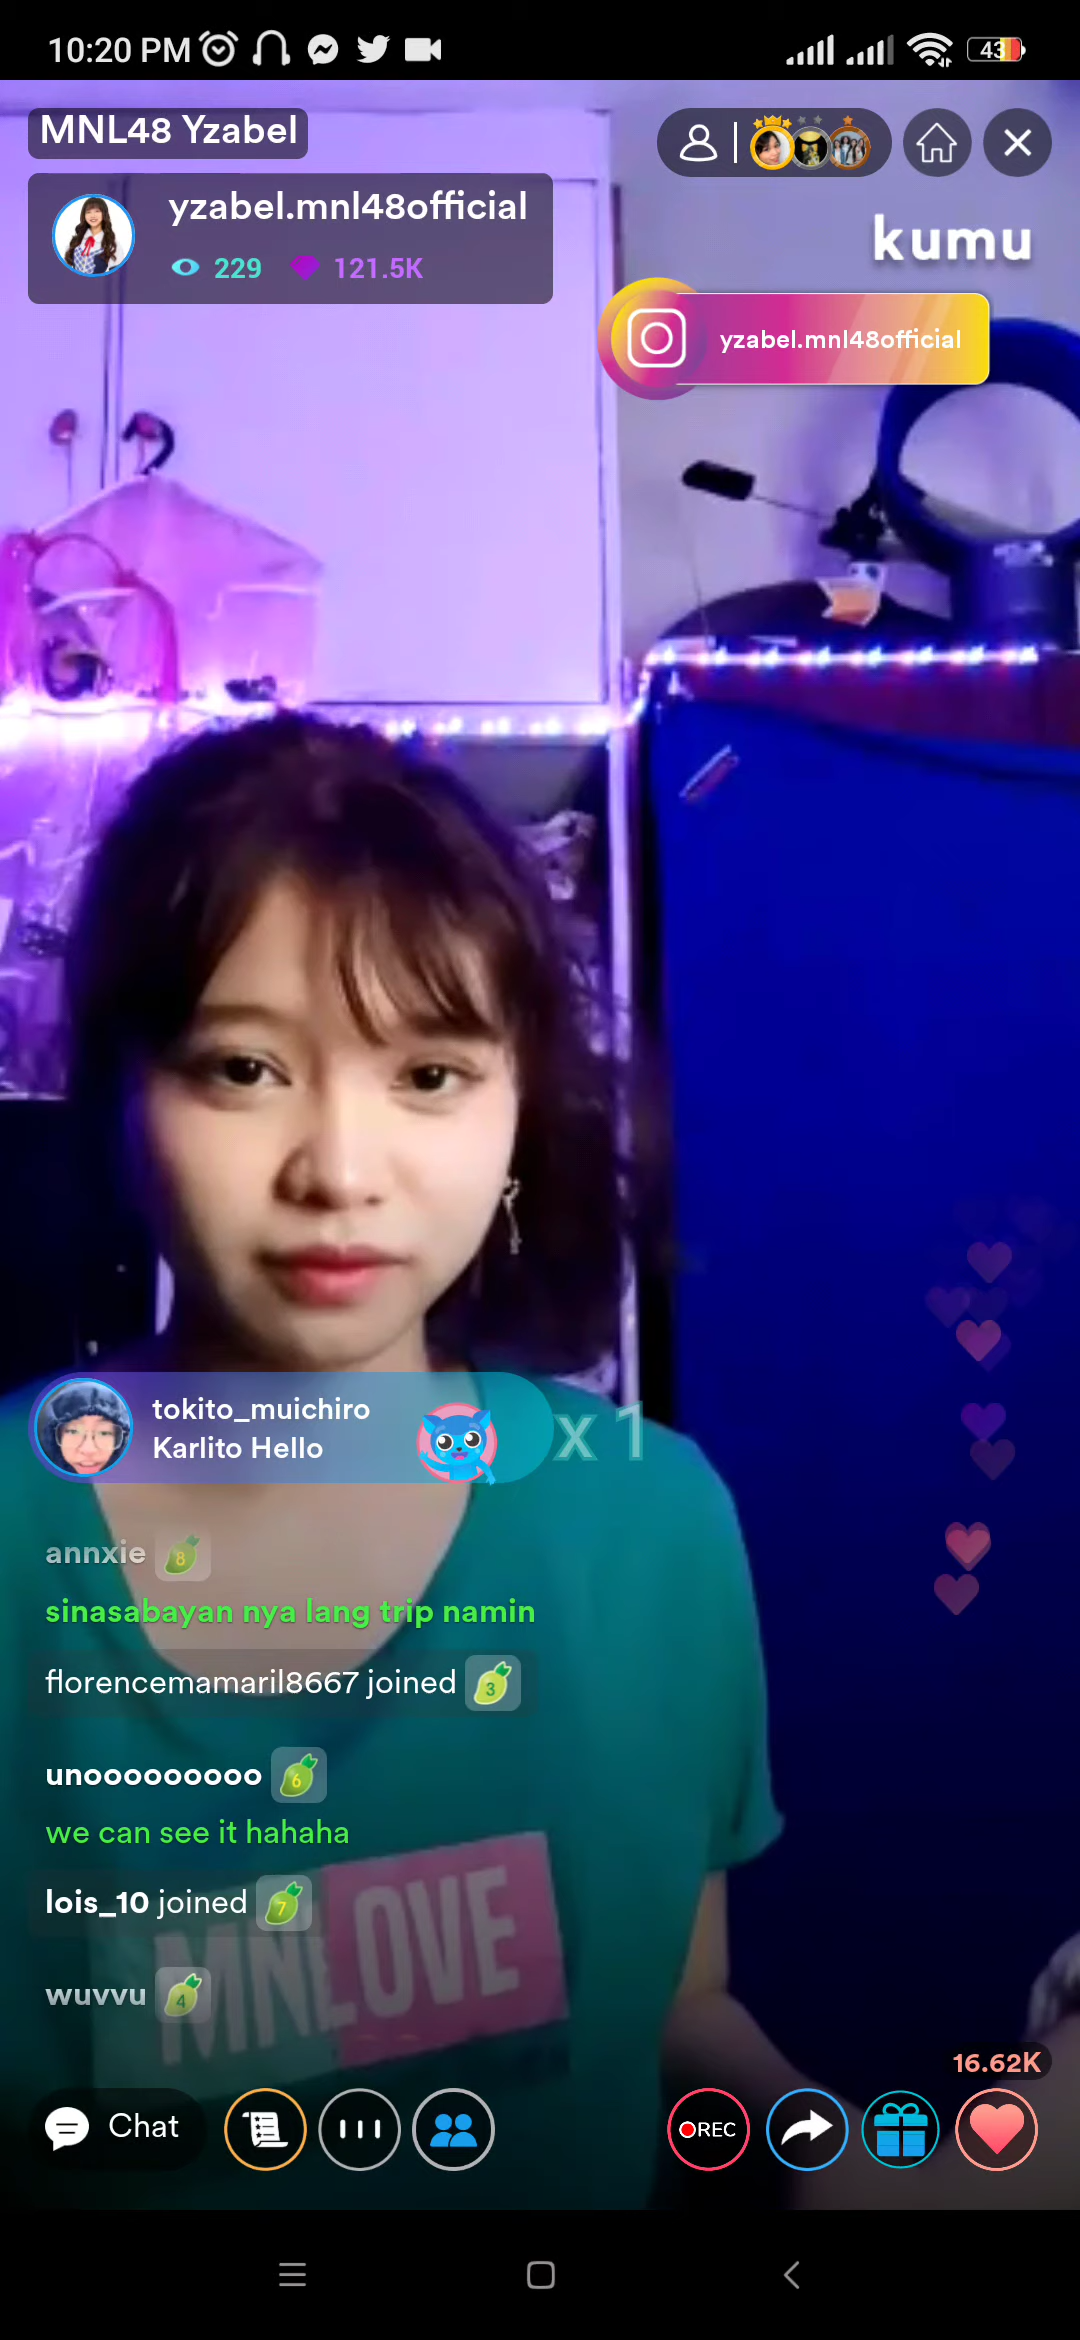 10:20 PM
43
MNL48 Yzabel
yzabel.mnl48official
229 121.5K
kumu
yzabel.mnl48official
tokito_muichiro
Karlito Hello
x 1
annxie 8
sinasabayan nya lang trip namin
florencemamaril8667 joined 3
unooooooooo 6
we can see it hahaha
lois_10 joined 7
wuvvu 4
MNLOVE
16.62K
Chat
REC